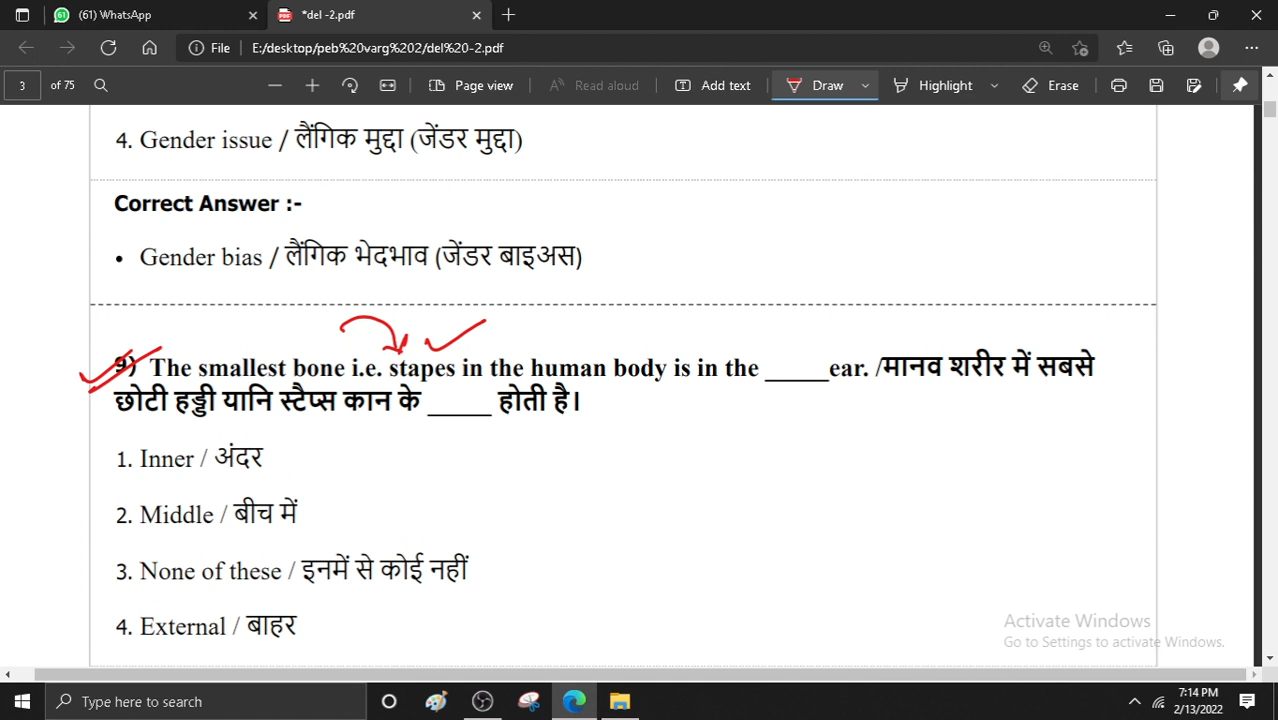 (61) WhatsApp
*del -2.pdf
File
E:/desktop/peb%20varg%202/del%20-2.pdf
3 of 75
Page view
Read aloud
Add text
Draw
Highlight
Erase
4. Gender issue / लैंगिक मुद्दा (जेंडर मुद्दा)
Correct Answer :-
• Gender bias / लैंगिक भेदभाव (जेंडर बाइअस)
9) The smallest bone i.e. stapes in the human body is in the _____ear. /मानव शरीर में सबसे
छोटी हड्डी यानि स्टैप्स कान के _____ होती है।
1. Inner / अंदर
2. Middle / बीच में
3. None of these / इनमें से कोई नहीं
4. External / बाहर
Activate Windows
Go to Settings to activate Windows.
Type here to search
7:14 PM
2/13/2022